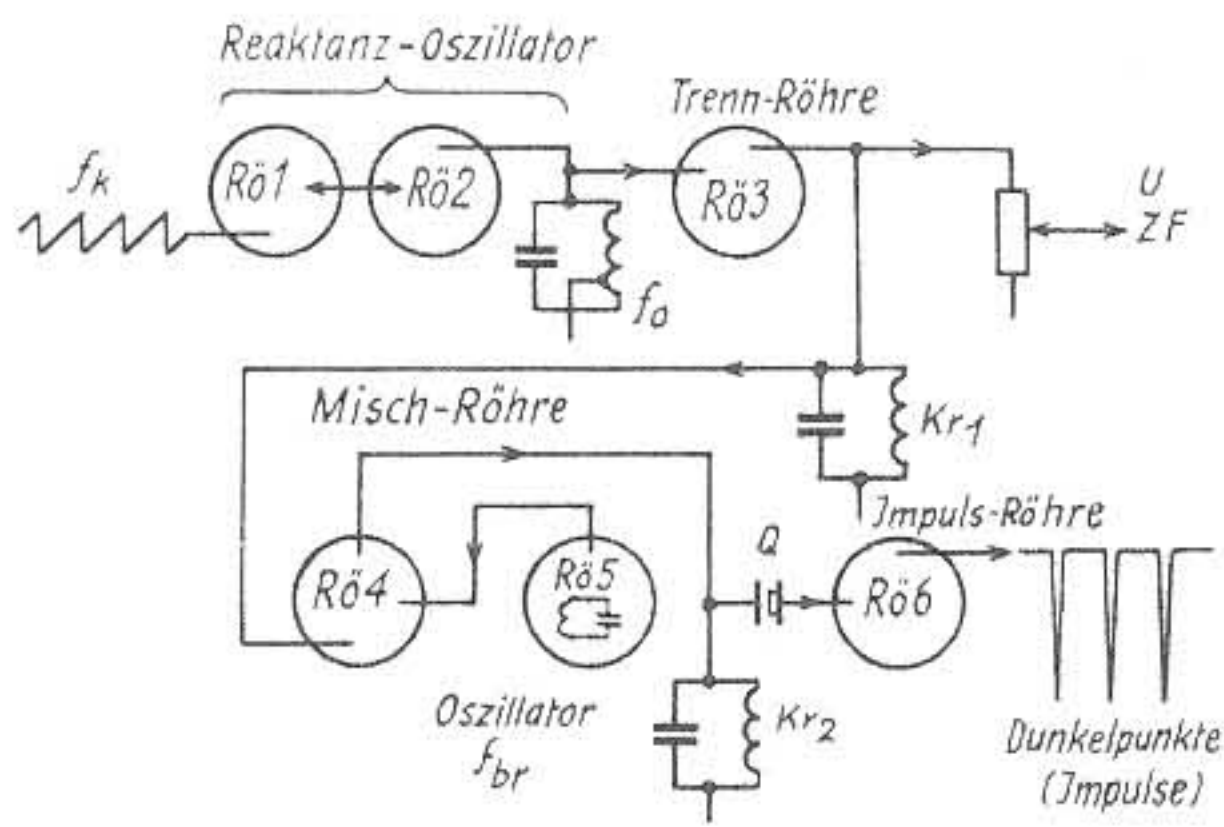 Reaktanz-Oszillator
Trenn-Röhre
fk
Rö1
Rö2
Rö3
U
ZF
fo
Misch-Röhre
Kr1
Jmpuls-Röhre
Rö4
Rö5
Q
Rö6
Oszillator
fbr
Kr2
Dunkelpunkte
(Jmpulse)